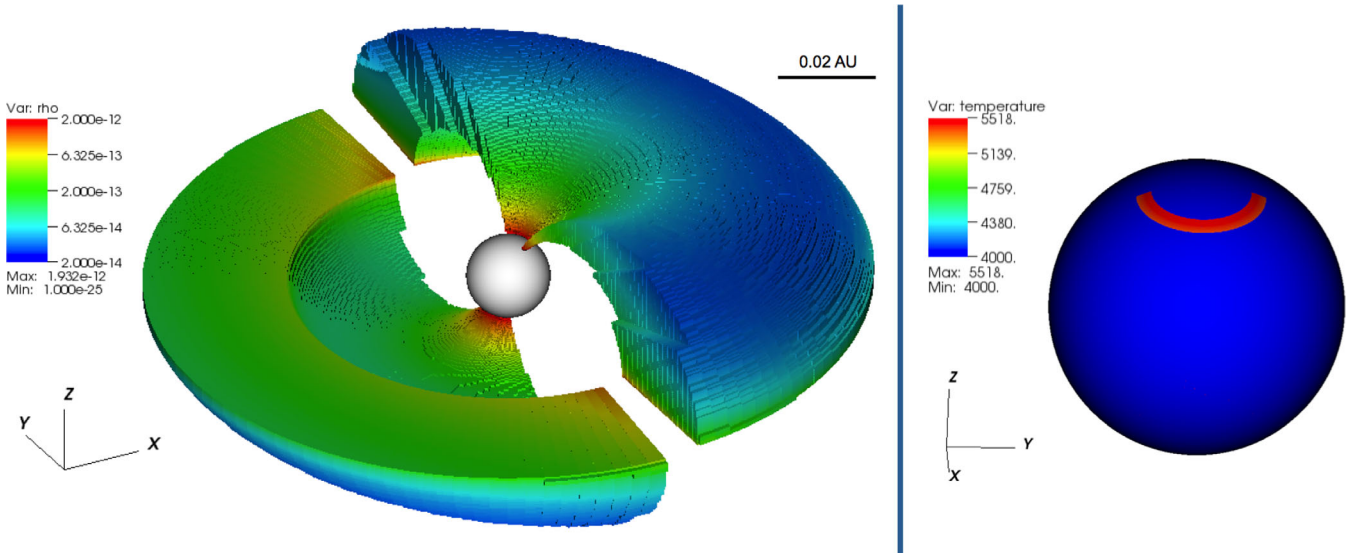 Var: rho
2.000e-12
6.325e-13
2.000e-13
6.325e-14
2.000e-14
Max: 1.932e-12
Min: 1.000e-25
0.02 AU
Z
Y
X
Var: temperature
5518.
5139.
4759.
4380.
4000.
Max: 5518.
Min: 4000.
Z
Y
X